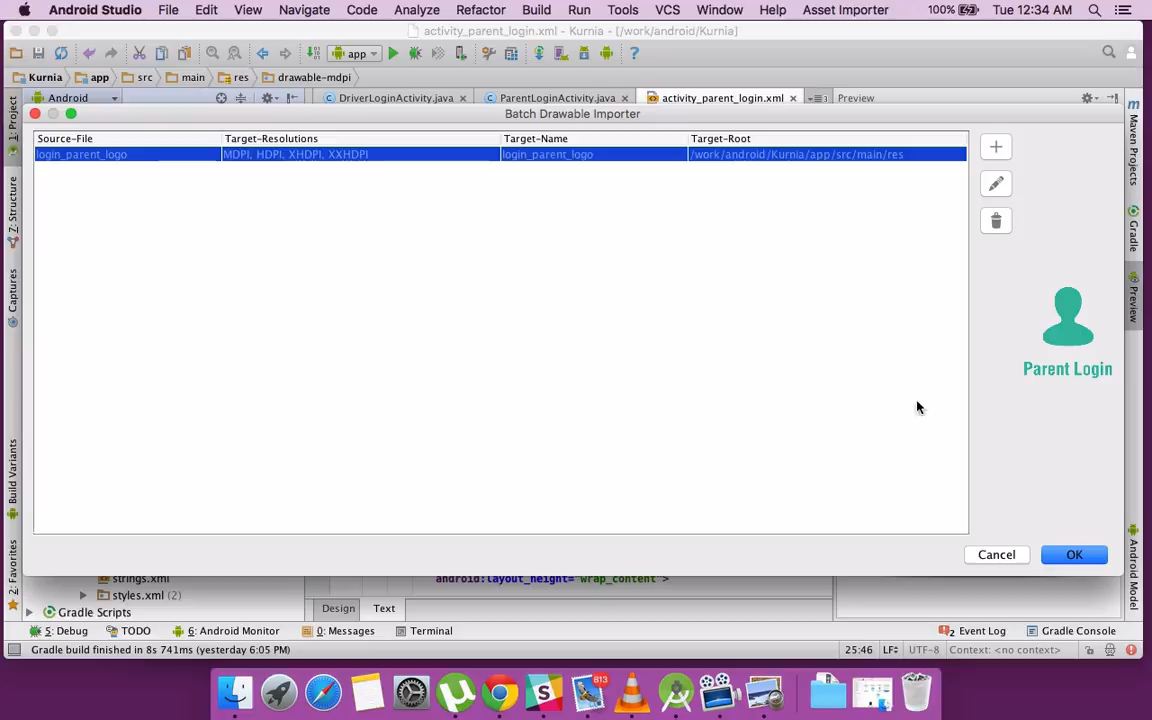 Android Studio File Edit View Navigate Code Analyze Refactor Build Run Tools VCS Window Help Asset Importer 100% Tue 12:34 AM
activity_parent_login.xml - Kurnia - [/work/android/Kurnia]
app
Kurnia app src main res drawable-mdpi
Android DriverLoginActivity.java ParentLoginActivity.java activity_parent_login.xml Preview
Batch Drawable Importer
Source-File Target-Resolutions Target-Name Target-Root
login_parent_logo MDPI, HDPI, XHDPI, XXHDPI login_parent_logo /work/android/Kurnia/app/src/main/res
Parent Login
Cancel OK
1: Project
7: Structure
Captures
Build Variants
2: Favorites
Maven Projects
Gradle
Preview
Android Model
strings.xml
android:layout_height="wrap_content">
styles.xml (2)
Gradle Scripts
Design Text
5: Debug TODO 6: Android Monitor 0: Messages Terminal 2 Event Log Gradle Console
Gradle build finished in 8s 741ms (yesterday 6:05 PM) 25:46 LF÷ UTF-8 Context: <no context>
813